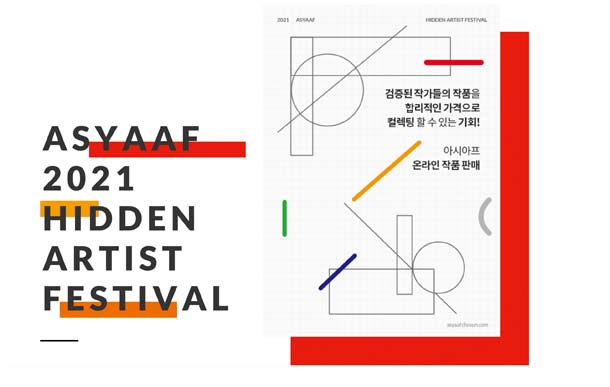 ASYAAF
2021
HIDDEN
ARTIST
FESTIVAL
2021 ASYAAF HIDDEN ARTIST FESTIVAL
검증된 작가들의 작품을
합리적인 가격으로
컬렉팅 할 수 있는 기회!
아시아프
온라인 작품 판매
asyaaf.chosun.com